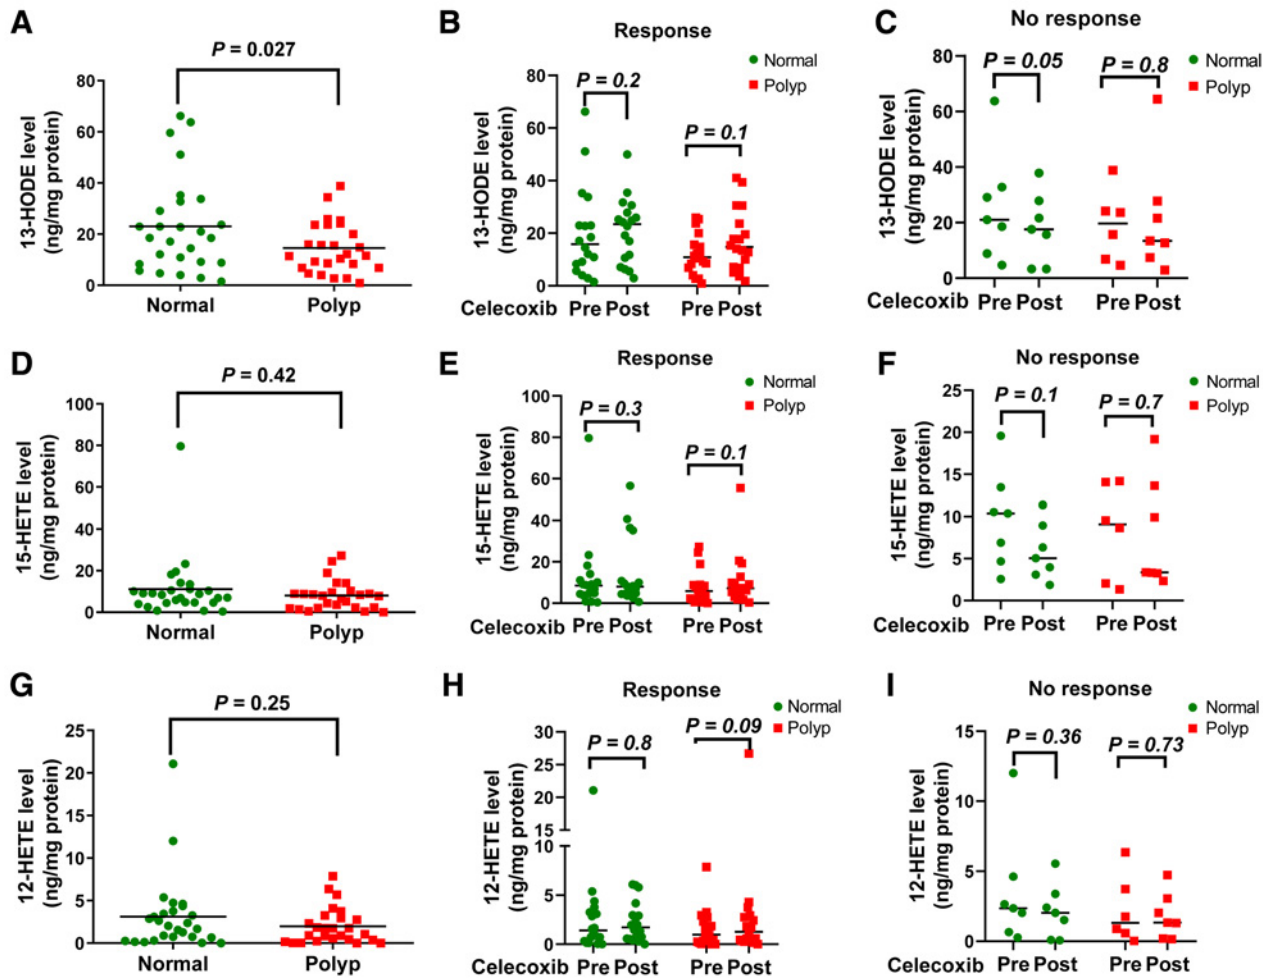 A
P = 0.027
13-HODE level
(ng/mg protein)
80
60
40
20
0
Normal
Polyp
B
Response
Normal
Polyp
P = 0.2
P = 0.1
13-HODE level
(ng/mg protein)
80
60
40
20
0
Celecoxib Pre Post Pre Post
C
No response
Normal
Polyp
P = 0.05
P = 0.8
13-HODE level
(ng/mg protein)
80
60
40
20
0
Celecoxib Pre Post Pre Post
D
P = 0.42
15-HETE level
(ng/mg protein)
100
80
60
40
20
0
Normal
Polyp
E
Response
Normal
Polyp
P = 0.3
P = 0.1
15-HETE level
(ng/mg protein)
100
80
60
40
20
0
Celecoxib Pre Post Pre Post
F
No response
Normal
Polyp
P = 0.1
P = 0.7
15-HETE level
(ng/mg protein)
25
20
15
10
5
0
Celecoxib Pre Post Pre Post
G
P = 0.25
12-HETE level
(ng/mg protein)
25
20
15
10
5
0
Normal
Polyp
H
Response
Normal
Polyp
P = 0.8
P = 0.09
12-HETE level
(ng/mg protein)
30
25
20
15
10
5
0
Celecoxib Pre Post Pre Post
I
No response
Normal
Polyp
P = 0.36
P = 0.73
12-HETE level
(ng/mg protein)
15
10
5
0
Celecoxib Pre Post Pre Post